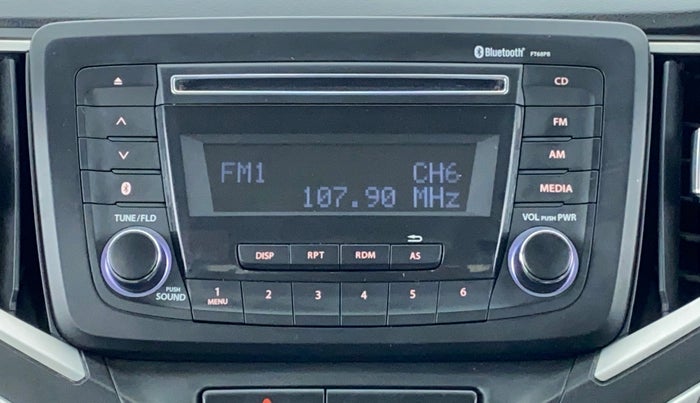 Bluetooth® FT68PB
CD
FM
AM
MEDIA
FM1 CH6
107.90 MHz
TUNE/FLD
VOL PUSH PWR
DISP RPT RDM AS
PUSH SOUND
1 2 3 4 5 6
MENU